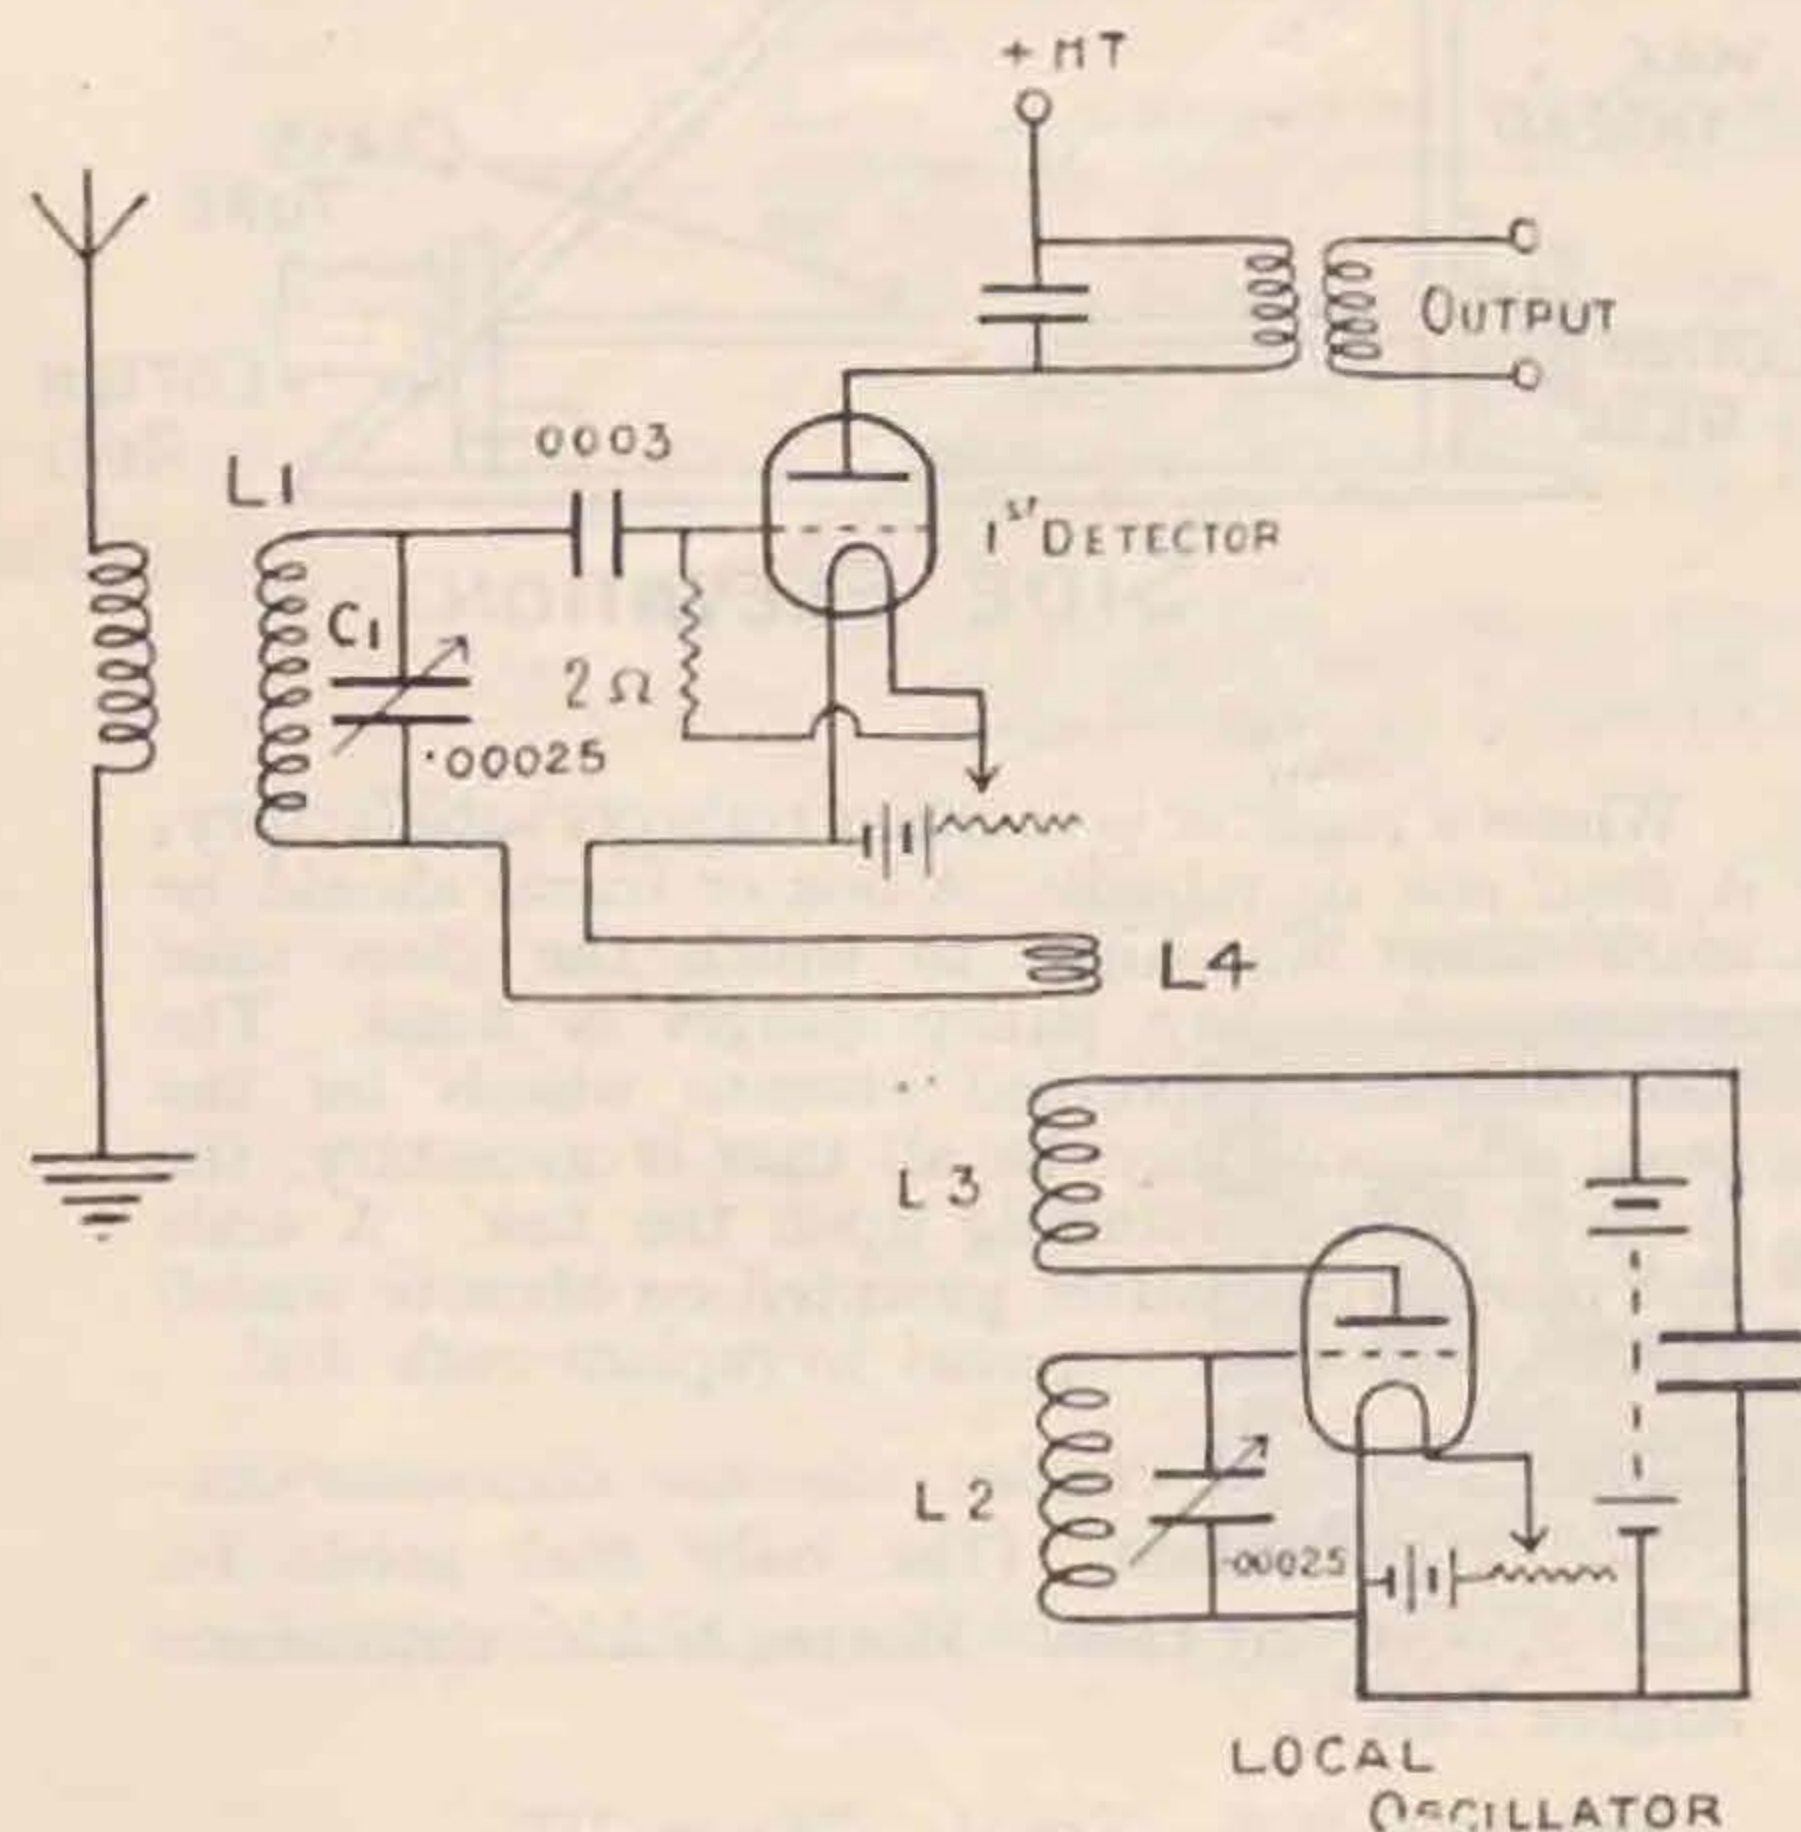 + HT
OUTPUT
0003
L1
1st DETECTOR
C1
2 Ω
·00025
L4
L3
L2
·00025
LOCAL
OSCILLATOR